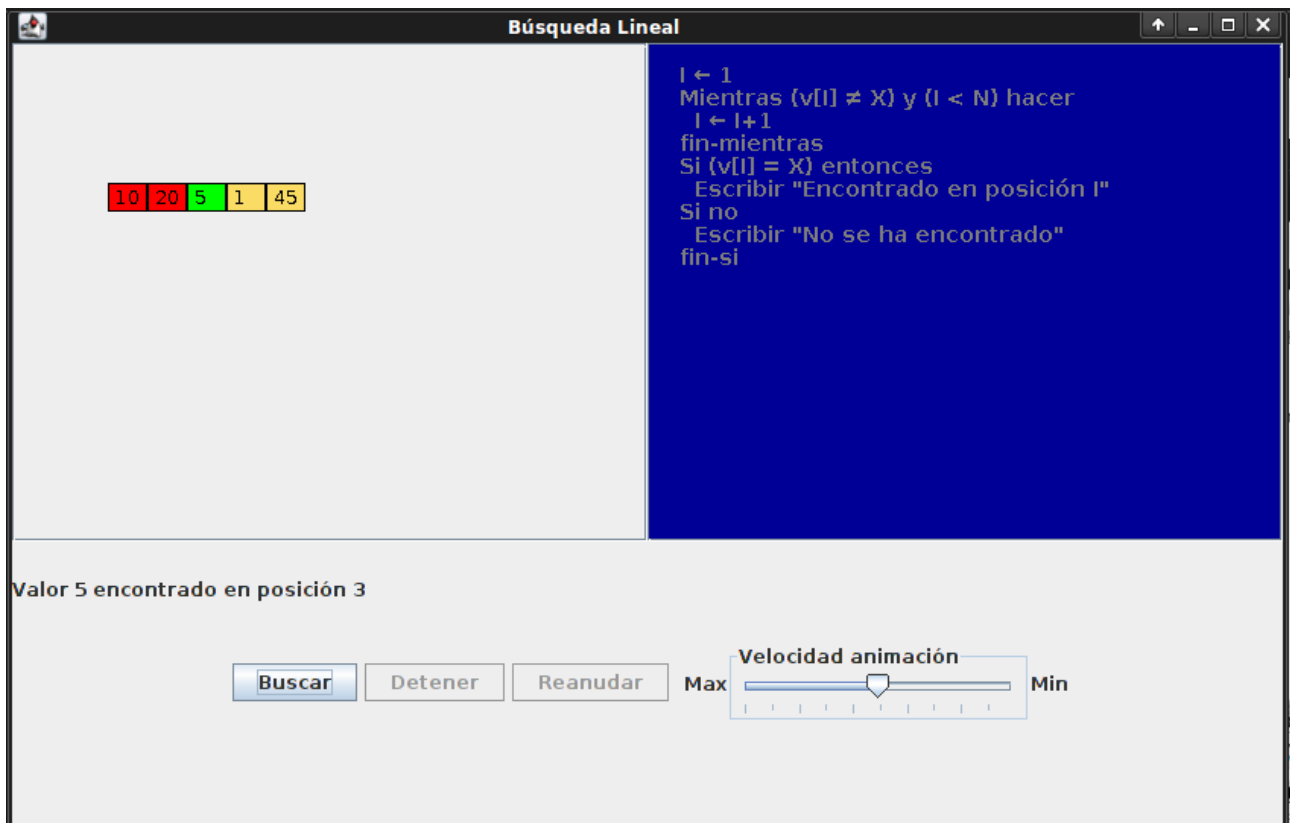 Búsqueda Lineal
I ← 1
Mientras (v[I] ≠ X) y (I < N) hacer
I ← I+1
fin-mientras
Si (v[I] = X) entonces
Escribir "Encontrado en posición I"
Si no
Escribir "No se ha encontrado"
fin-si
10 20 5 1 45
Valor 5 encontrado en posición 3
Velocidad animación
Buscar Detener Reanudar Max Min